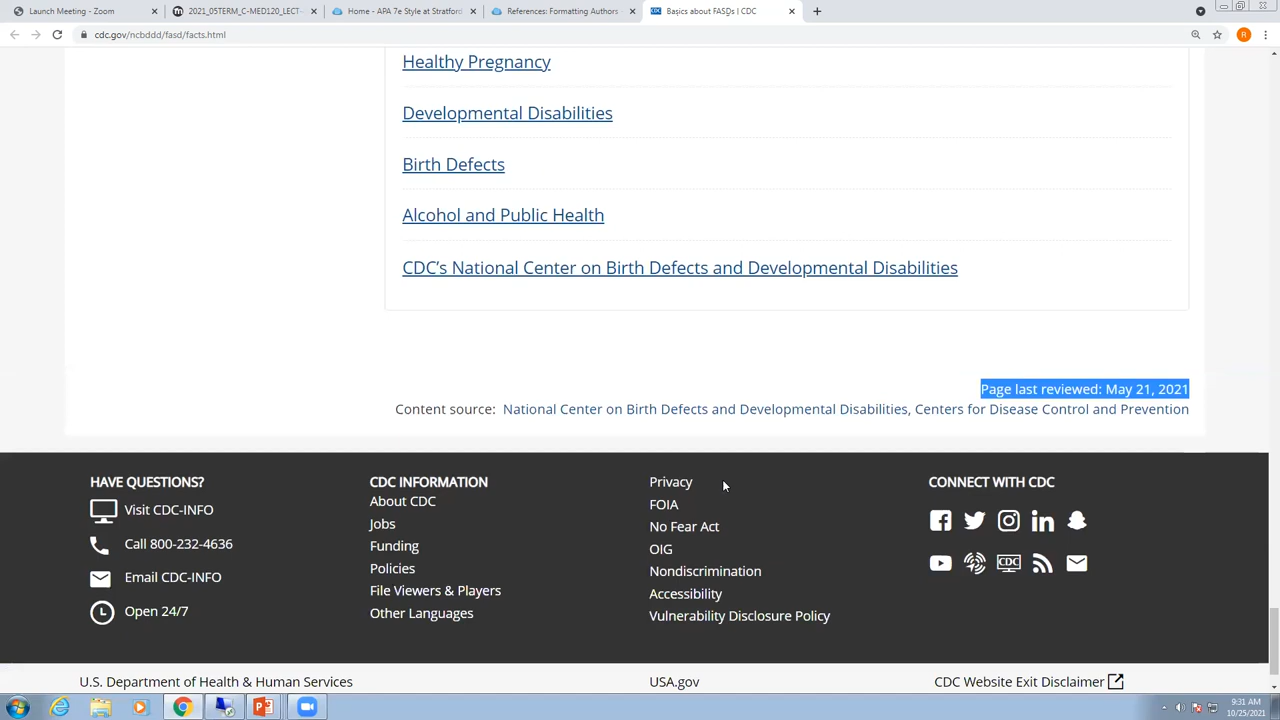 Launch Meeting - Zoom
2021_05TERM_C-MED120_LECT-
Home - APA 7e Style at Stratford
References: Formatting Authors
Basics about FASDs | CDC
cdc.gov/ncbddd/fasd/facts.html
R
Healthy Pregnancy
Developmental Disabilities
Birth Defects
Alcohol and Public Health
CDC's National Center on Birth Defects and Developmental Disabilities
Page last reviewed: May 21, 2021
Content source: National Center on Birth Defects and Developmental Disabilities, Centers for Disease Control and Prevention
HAVE QUESTIONS?
Visit CDC-INFO
Call 800-232-4636
Email CDC-INFO
Open 24/7
CDC INFORMATION
About CDC
Jobs
Funding
Policies
File Viewers & Players
Other Languages
Privacy
FOIA
No Fear Act
OIG
Nondiscrimination
Accessibility
Vulnerability Disclosure Policy
CONNECT WITH CDC
CDC
U.S. Department of Health & Human Services
USA.gov
CDC Website Exit Disclaimer
9:31 AM
10/25/2021